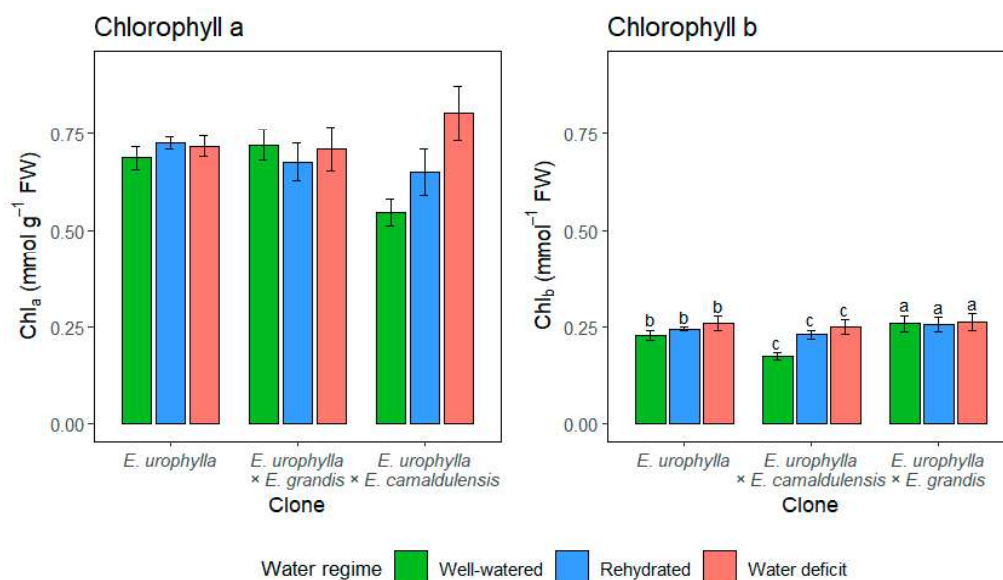 Chlorophyll a
Chl_a (mmol g⁻¹ FW)
0.75
0.50
0.25
0.00
E. urophylla
E. urophylla
× E. grandis
E. urophylla
× E. camaldulensis
Clone
Chlorophyll b
Chl_b (mmol⁻¹ FW)
0.75
0.50
0.25
0.00
b b b
c c c
a a a
E. urophylla
E. urophylla
× E. camaldulensis
E. urophylla
× E. grandis
Clone
Water regime Well-watered Rehydrated Water deficit